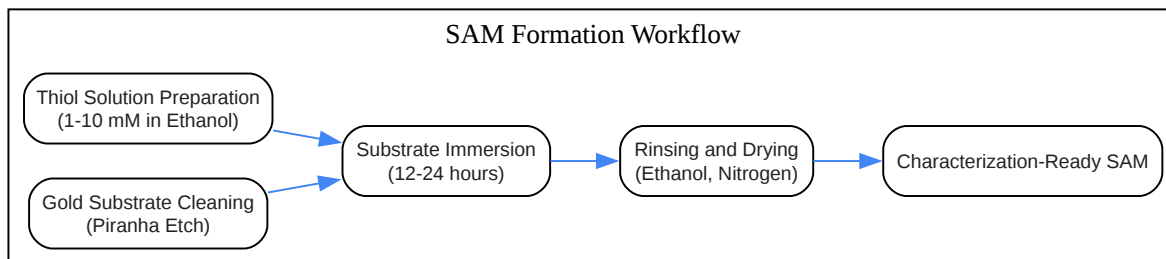 SAM Formation Workflow
Thiol Solution Preparation
(1-10 mM in Ethanol)
Gold Substrate Cleaning
(Piranha Etch)
Substrate Immersion
(12-24 hours)
Rinsing and Drying
(Ethanol, Nitrogen)
Characterization-Ready SAM